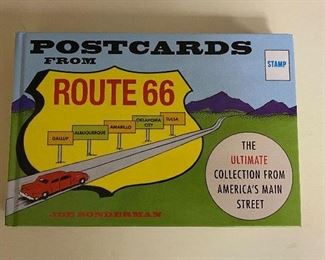 POSTCARDS
FROM
STAMP
ROUTE 66
GALLUP
ALBUQUERQUE
AMARILLO
OKLAHOMA
CITY
TULSA
THE
ULTIMATE
COLLECTION FROM
AMERICA'S MAIN
STREET
JOE SONDERMAN